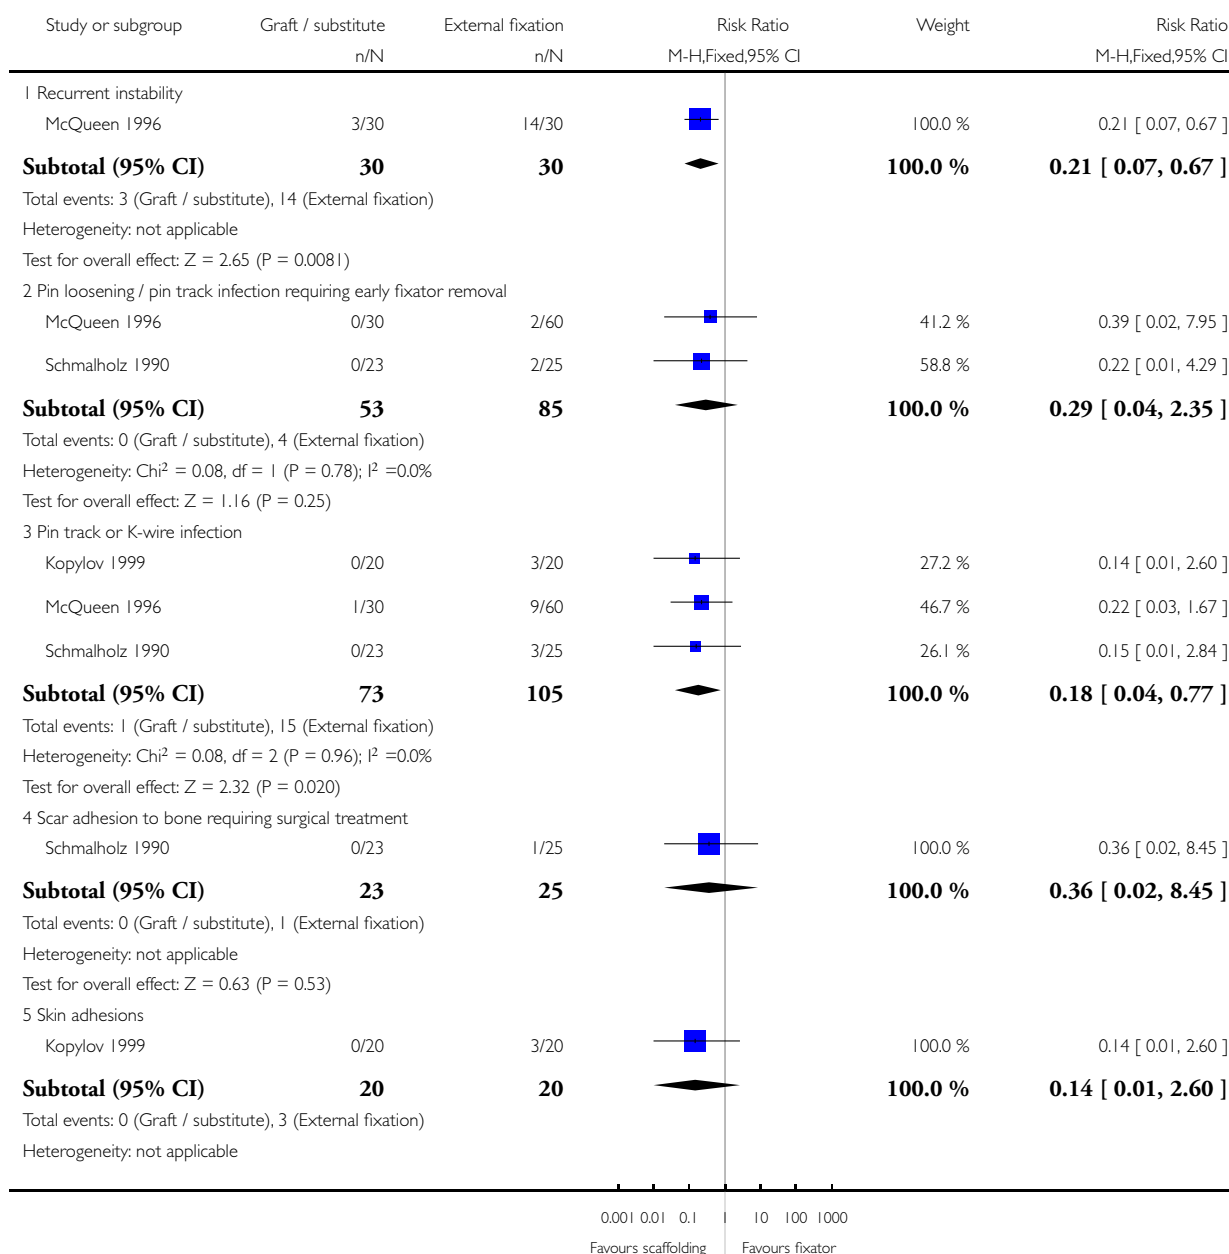 Study or subgroup Graft / substitute External fixation Risk Ratio Weight Risk Ratio
n/N n/N M-H,Fixed,95% CI M-H,Fixed,95% CI
1 Recurrent instability
McQueen 1996 3/30 14/30 100.0 % 0.21 [ 0.07, 0.67 ]
Subtotal (95% CI) 30 30 100.0 % 0.21 [ 0.07, 0.67 ]
Total events: 3 (Graft / substitute), 14 (External fixation)
Heterogeneity: not applicable
Test for overall effect: Z = 2.65 (P = 0.0081)
2 Pin loosening / pin track infection requiring early fixator removal
McQueen 1996 0/30 2/60 41.2 % 0.39 [ 0.02, 7.95 ]
Schmalholz 1990 0/23 2/25 58.8 % 0.22 [ 0.01, 4.29 ]
Subtotal (95% CI) 53 85 100.0 % 0.29 [ 0.04, 2.35 ]
Total events: 0 (Graft / substitute), 4 (External fixation)
Heterogeneity: Chi² = 0.08, df = 1 (P = 0.78); I² =0.0%
Test for overall effect: Z = 1.16 (P = 0.25)
3 Pin track or K-wire infection
Kopylov 1999 0/20 3/20 27.2 % 0.14 [ 0.01, 2.60 ]
McQueen 1996 1/30 9/60 46.7 % 0.22 [ 0.03, 1.67 ]
Schmalholz 1990 0/23 3/25 26.1 % 0.15 [ 0.01, 2.84 ]
Subtotal (95% CI) 73 105 100.0 % 0.18 [ 0.04, 0.77 ]
Total events: 1 (Graft / substitute), 15 (External fixation)
Heterogeneity: Chi² = 0.08, df = 2 (P = 0.96); I² =0.0%
Test for overall effect: Z = 2.32 (P = 0.020)
4 Scar adhesion to bone requiring surgical treatment
Schmalholz 1990 0/23 1/25 100.0 % 0.36 [ 0.02, 8.45 ]
Subtotal (95% CI) 23 25 100.0 % 0.36 [ 0.02, 8.45 ]
Total events: 0 (Graft / substitute), 1 (External fixation)
Heterogeneity: not applicable
Test for overall effect: Z = 0.63 (P = 0.53)
5 Skin adhesions
Kopylov 1999 0/20 3/20 100.0 % 0.14 [ 0.01, 2.60 ]
Subtotal (95% CI) 20 20 100.0 % 0.14 [ 0.01, 2.60 ]
Total events: 0 (Graft / substitute), 3 (External fixation)
Heterogeneity: not applicable
0.001 0.01 0.1 1 10 100 1000
Favours scaffolding Favours fixator